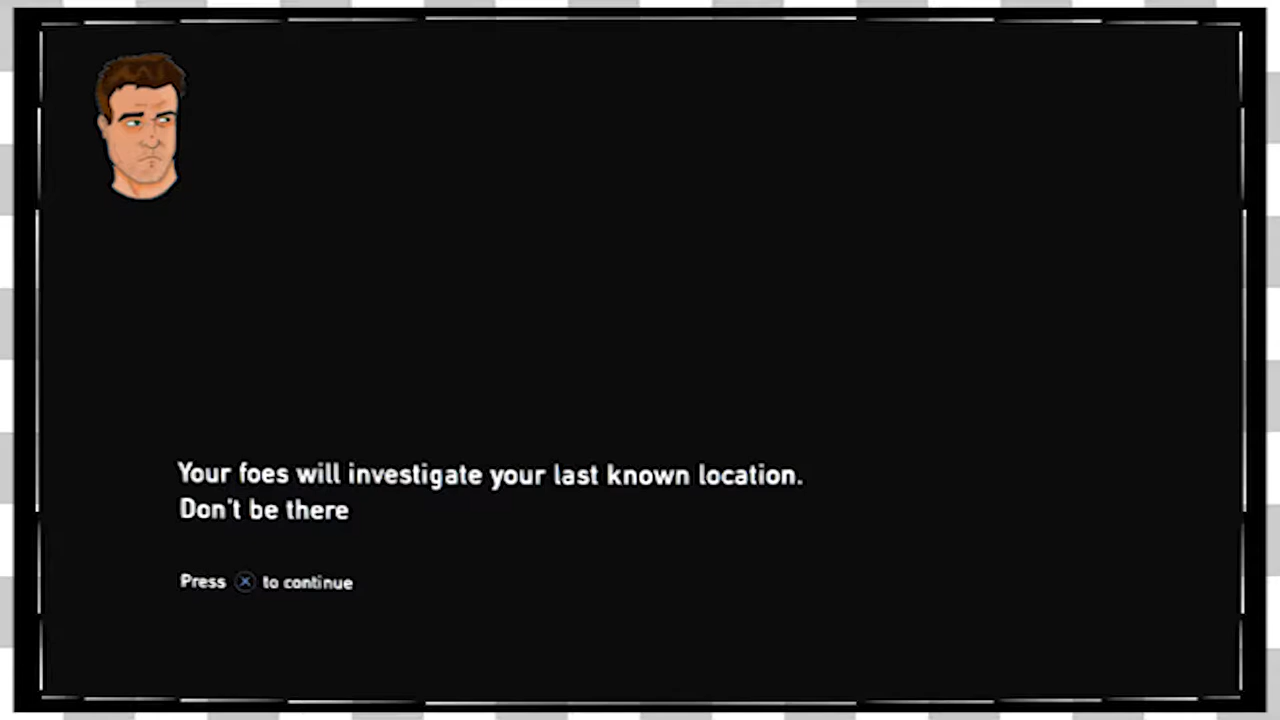 Your foes will investigate your last known location.
Don't be there
Press ⓧ to continue